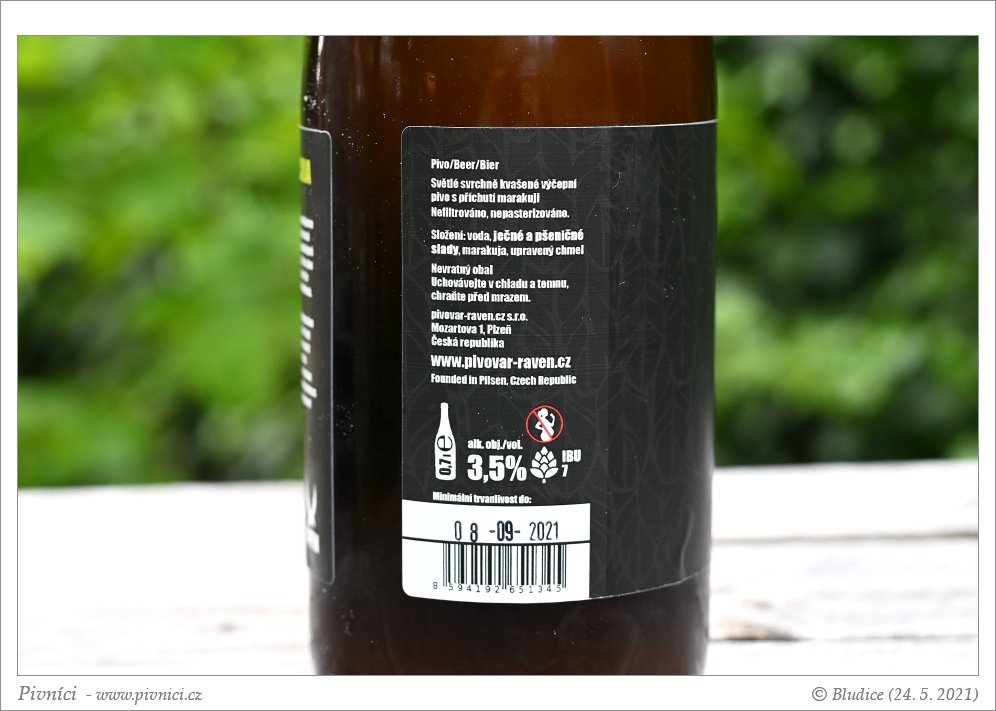 Pivo/Beer/Bier
Světlé svrchně kvašené výčepní
pivo s příchutí marakuji
Nefiltrováno, nepasterizováno.
Složení: voda, ječné a pšeničné
slady, marakuja, upravený chmel
Nevratný obal
Uchovávejte v chladu a temnu,
chraňte před mrazem.
pivovar-raven.cz s.r.o.
Mozartova 1, Plzeň
Česká republika
www.pivovar-raven.cz
Founded in Pilsen, Czech Republic
0,7 l e
alk. obj./vol.
3,5%
IBU
7
Minimální trvanlivost do:
08 -09- 2021
8 594192 651345
Pivníci - www.pivnici.cz
© Bludice (24. 5. 2021)